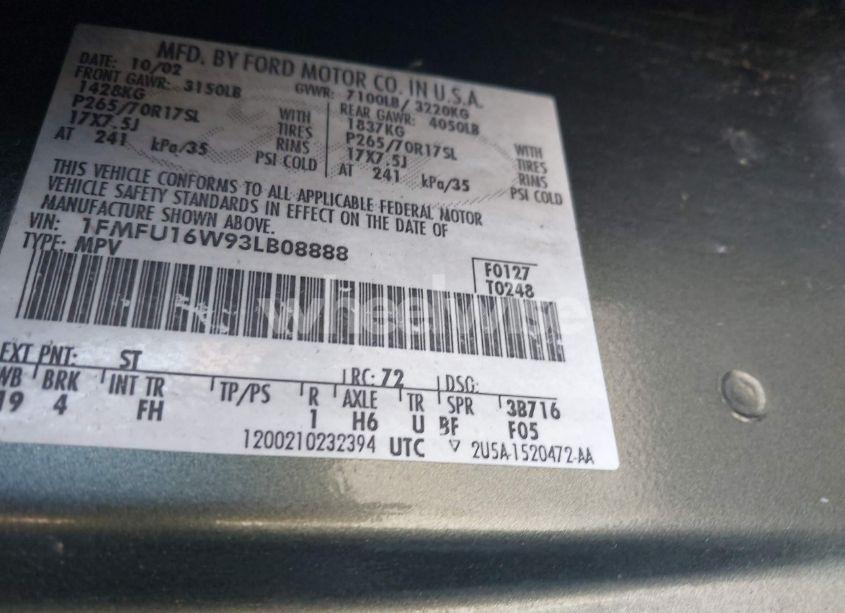 MFD. BY FORD MOTOR CO. IN U.S.A.
DATE: 10/02 GVWR: 7100LB/ 3220KG
FRONT GAWR: 3150LB REAR GAWR: 4050LB
1428KG WITH 1837KG WITH
P265/70R17SL TIRES P265/70R17SL TIRES
17X7.5J RIMS 17X7.5J RIMS
AT 241 kPa/35 PSI COLD AT 241 kPa/35 PSI COLD
THIS VEHICLE CONFORMS TO ALL APPLICABLE FEDERAL MOTOR
VEHICLE SAFETY STANDARDS IN EFFECT ON THE DATE OF
MANUFACTURE SHOWN ABOVE.
VIN: 1FMFU16W93LB08888
TYPE: MPV
F0127
T0248
wheelwise
EXT PNT: ST RC: 72 DSO:
WB BRK INT TR TP/PS R AXLE TR SPR 3B716
19 4 FH 1 H6 U BF F05
1200210232394 UTC ▽ 2U5A-1520472-AA